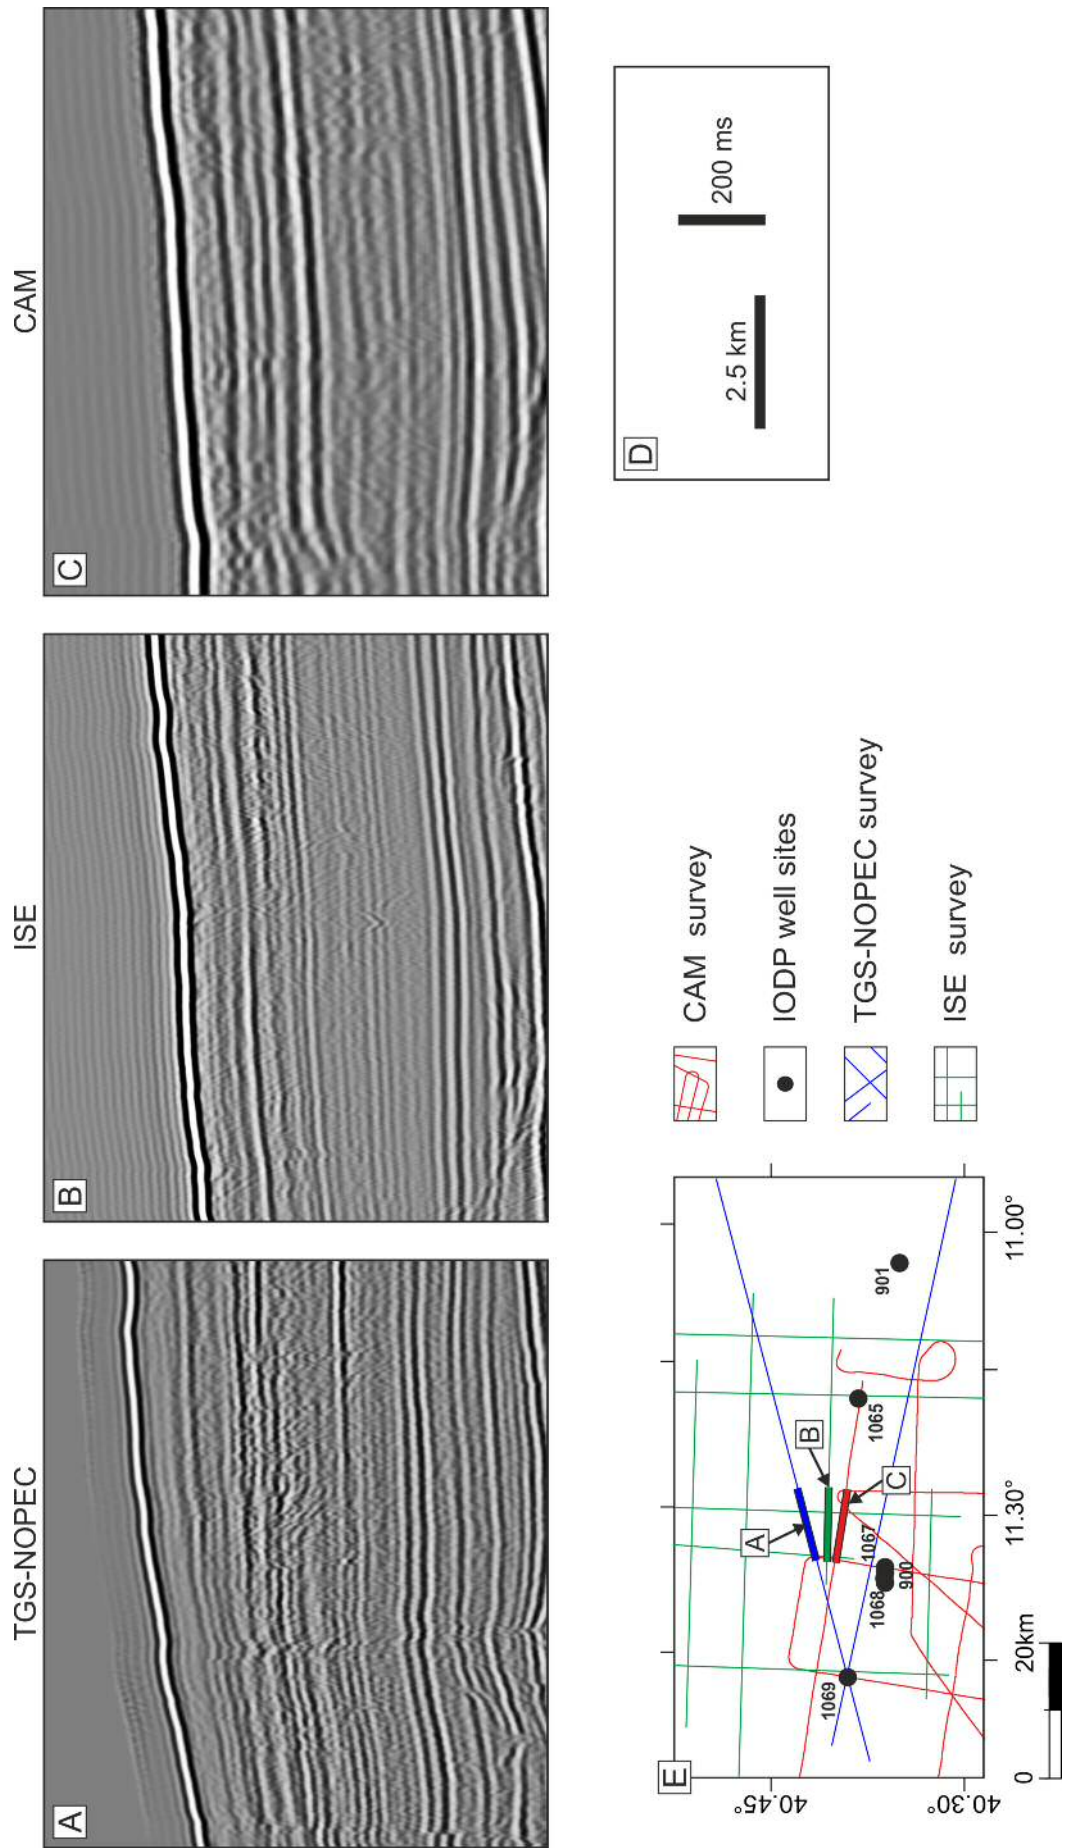 TGS-NOPEC
ISE
CAM
A
B
C
D
2.5 km
200 ms
E
40.45°
40.30°
11.30°
11.00°
A
B
C
1069
1068
900
1067
1065
901
0
20km
CAM survey
IODP well sites
TGS-NOPEC survey
ISE survey